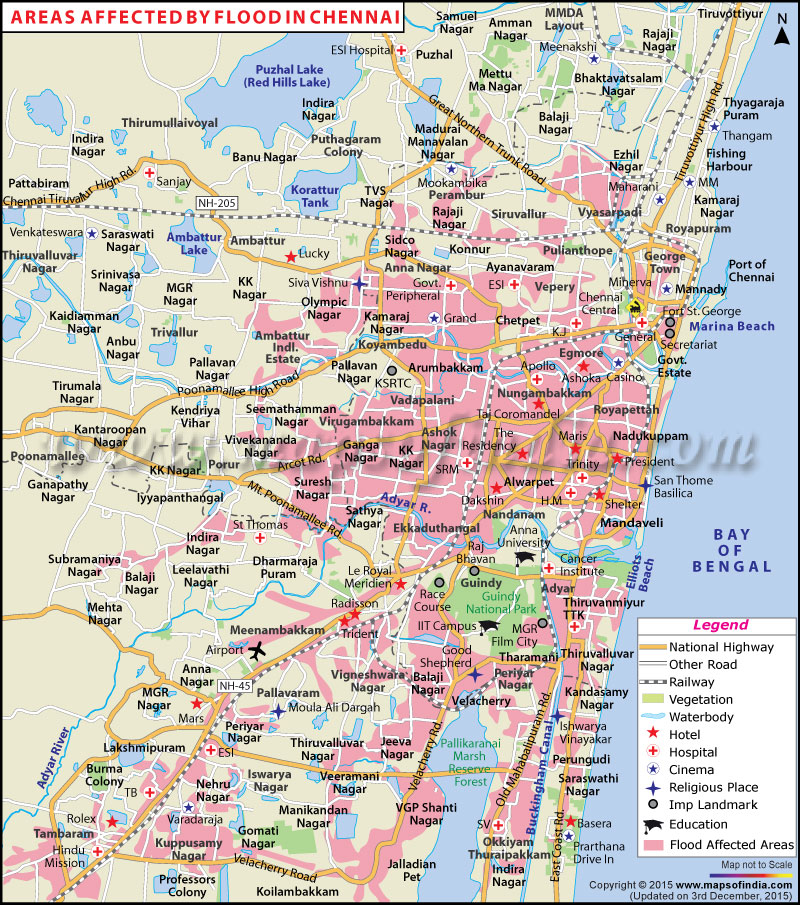 AREAS AFFECTED BY FLOOD IN CHENNAI
Samuel
Nagar
Amman
Nagar
MMDA
Layout
Tiruvottiyur
N
ESI Hospital
Puzhal
Meenakshi
Rajaji
Nagar
Puzhal Lake
(Red Hills Lake)
Mettu
Ma Nagar
Bhaktavatsalam
Nagar
Indira
Nagar
Great Northern Trunk Road
Balaji
Nagar
Thyagaraja
Puram
Thirumullaivoyal
Madurai
Manavalan
Nagar
Tiruvottiyur High Rd.
Thangam
Indira
Nagar
Puthagaram
Colony
Banu Nagar
Ezhil
Nagar
Fishing
Harbour
Pattabiram
Sanjay
Mookambika
Perambur
Maharani
MM
Chennai Tiruvallur High Rd.
NH-205
Korattur
Tank
TVS
Nagar
Rajaji
Nagar
Siruvallur
Vyasarpadi
Kamaraj
Nagar
Royapuram
Venkateswara
Saraswati
Nagar
Ambattur
Lake
Ambattur
Lucky
Sidco
Nagar
Konnur
Pulianthope
George
Town
Thiruvalluvar
Nagar
Anna Nagar
Ayanavaram
Port of
Chennai
Srinivasa
Nagar
MGR
Nagar
KK
Nagar
Siva Vishnu
Govt.
Peripheral
ESI
Vepery
Minerva
Mannady
Olympic
Nagar
Chennai
Central
Fort St. George
Kaidiamman
Nagar
Kamaraj
Nagar
Grand
Chetpet
K.J
General
Marina Beach
Secretariat
Anbu
Nagar
Trivallur
Ambattur
Indl.
Estate
Koyambedu
Egmore
Govt.
Estate
Pallavan
Nagar
Pallavan
Nagar
Arumbakkam
Apollo
Ashoka
Casino
Poonamallee High Road
KSRTC
Tirumala
Nagar
Kendriya
Vihar
Seemathamman
Nagar
Vadapalani
Nungambakkam
Taj Coromandel
Royapettah
Kantaroopan
Nagar
Virugambakkam
Vivekananda
Nagar
Ganga
Nagar
Ashok
Nagar
The
Residency
Maris
Nadukuppam
Poonamallee
KK Nagar
Porur
Arcot Rd.
KK
Nagar
SRM
Trinity
President
Ganapathy
Nagar
Iyyapanthangal
Mt. Poonamallee Rd.
Suresh
Nagar
Adyar R.
Dakshin
Alwarpet
H.M
San Thome
Basilica
Shelter
Sathya
Nagar
Nandanam
Mandaveli
St Thomas
Ekkaduthangal
Anna
University
Indira
Nagar
Raj
Bhavan
Cancer
Institute
Elliots
Beach
BAY
OF
BENGAL
Subramaniya
Nagar
Balaji
Nagar
Leelavathi
Nagar
Dharmaraja
Puram
Le Royal
Meridien
Guindy
Adyar
Race
Course
Guindy
National Park
Thiruvanmiyur
TTK
Mehta
Nagar
Radisson
Trident
IIT Campus
MGR
Film City
Meenambakkam
Airport
Good
Shepherd
Tharamani
Thiruvalluvar
Nagar
Anna
Nagar
NH-45
Vigneshwara
Nagar
Balaji
Nagar
Periyar
Nagar
Kandasamy
Nagar
MGR
Nagar
Mars
Pallavaram
Moula Ali Dargah
Velacherry
Adyar River
Lakshmipuram
Periyar
Nagar
Thiruvalluvar
Nagar
Jeeva
Nagar
Velachery Rd.
Pallikaranai
Marsh
Reserve
Forest
Old Mahabalipuram Rd.
Buckingham Canal
Ishwarya
Vinayakar
ESI
Perungudi
Burma
Colony
TB
Nehru
Nagar
Iswarya
Nagar
Veeramani
Nagar
Saraswathi
Nagar
Rolex
Varadaraja
Manikandan
Nagar
VGP Shanti
Nagar
SV
Basera
Tambaram
Hindu
Mission
Kuppusamy
Nagar
Gomati
Nagar
Okkiyam
Thuraipakkam
East Coast Rd.
Prarthana
Drive In
Velachery Road
Jalladian
Pet
Indira
Nagar
Professors
Colony
Koilambakkam
Legend
National Highway
Other Road
Railway
Vegetation
Waterbody
Hotel
Hospital
Cinema
Religious Place
Imp Landmark
Education
Flood Affected Areas
Map not to Scale
Copyright © 2015 www.mapsofindia.com
(Updated on 3rd December, 2015)